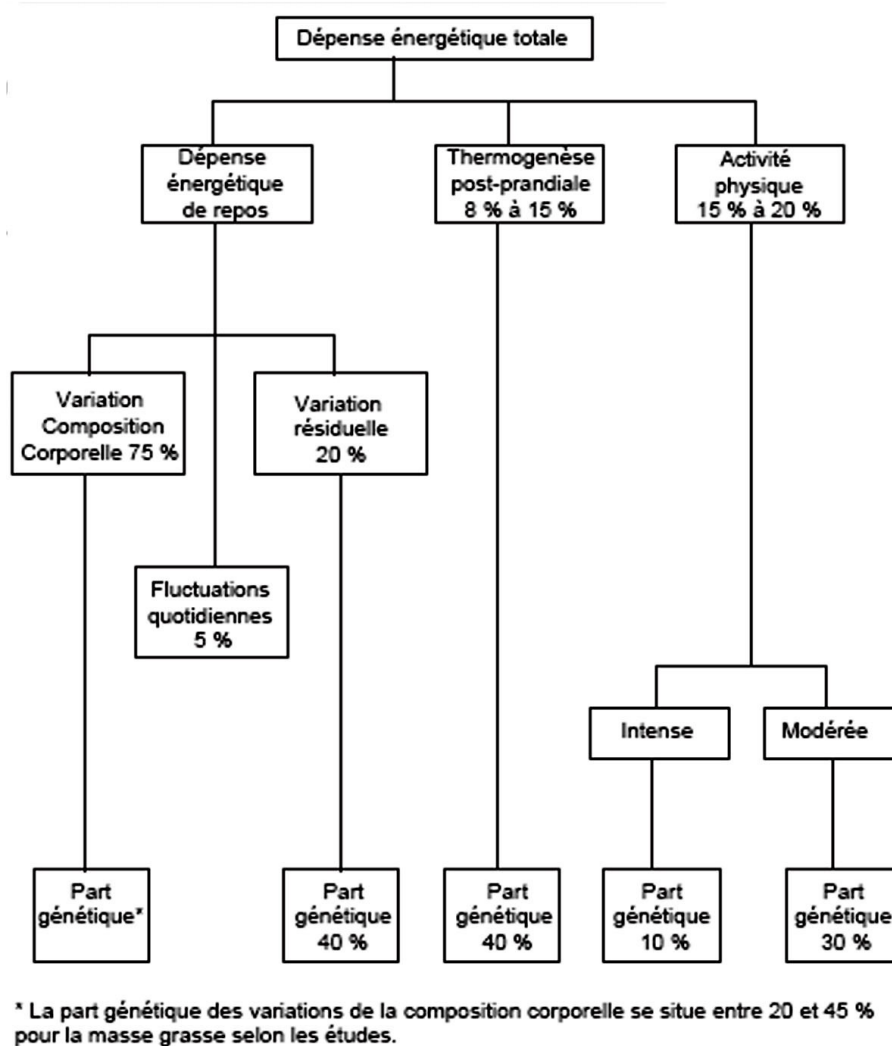 Dépense énergétique totale
Dépense
énergétique
de repos
Thermogenèse
post-prandiale
8 % à 15 %
Activité
physique
15 % à 20 %
Variation
Composition
Corporelle 75 %
Variation
résiduelle
20 %
Fluctuations
quotidiennes
5 %
Intense
Modérée
Part
génétique*
Part
génétique
40 %
Part
génétique
40 %
Part
génétique
10 %
Part
génétique
30 %
* La part génétique des variations de la composition corporelle se situe entre 20 et 45 %
pour la masse grasse selon les études.